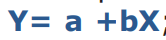 Y= a +bX;